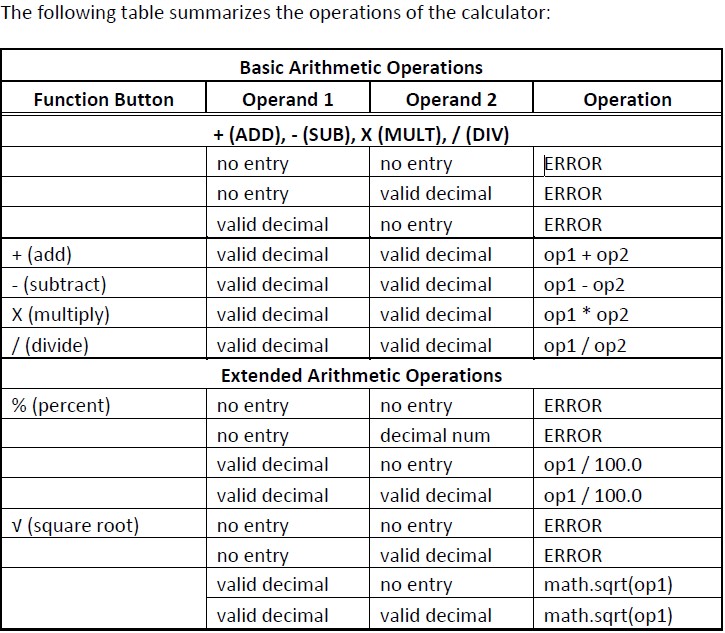 The following table summarizes the operations of the calculator:
Basic Arithmetic Operations
Function Button Operand 1 Operand 2 Operation
+ (ADD), - (SUB), X (MULT), / (DIV)
no entry no entry ERROR
no entry valid decimal ERROR
valid decimal no entry ERROR
+ (add) valid decimal valid decimal op1 + op2
- (subtract) valid decimal valid decimal op1 - op2
X (multiply) valid decimal valid decimal op1 * op2
/ (divide) valid decimal valid decimal op1 / op2
Extended Arithmetic Operations
% (percent) no entry no entry ERROR
no entry decimal num ERROR
valid decimal no entry op1 / 100.0
valid decimal valid decimal op1 / 100.0
√ (square root) no entry no entry ERROR
no entry valid decimal ERROR
valid decimal no entry math.sqrt(op1)
valid decimal valid decimal math.sqrt(op1)